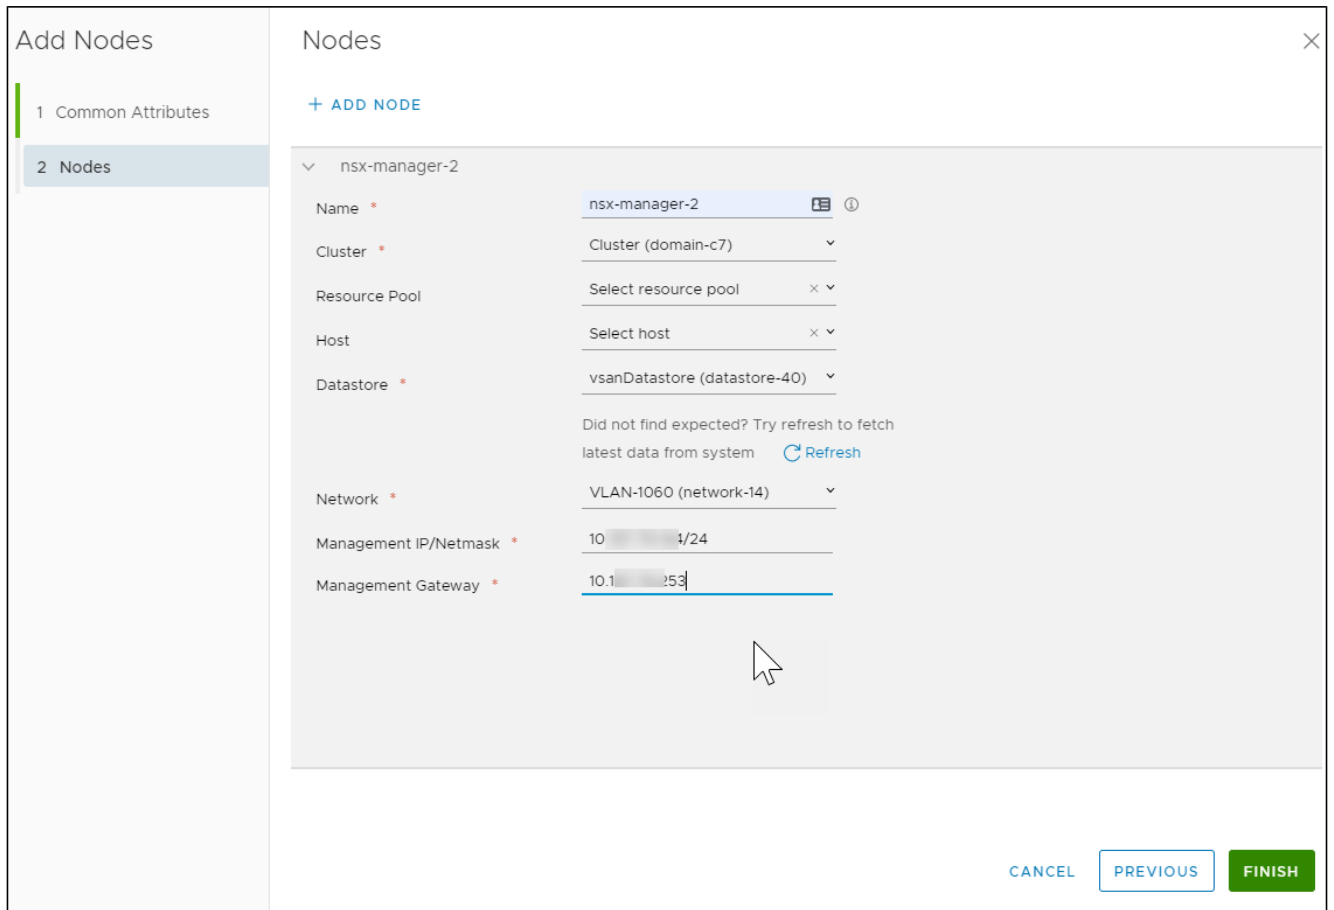 Add Nodes
1 Common Attributes
2 Nodes
Nodes
+ ADD NODE
nsx-manager-2
Name * nsx-manager-2
Cluster * Cluster (domain-c7)
Resource Pool Select resource pool
Host Select host
Datastore * vsanDatastore (datastore-40)
Did not find expected? Try refresh to fetch
latest data from system Refresh
Network * VLAN-1060 (network-14)
Management IP/Netmask * 10 4/24
Management Gateway * 10.1 253
CANCEL PREVIOUS FINISH